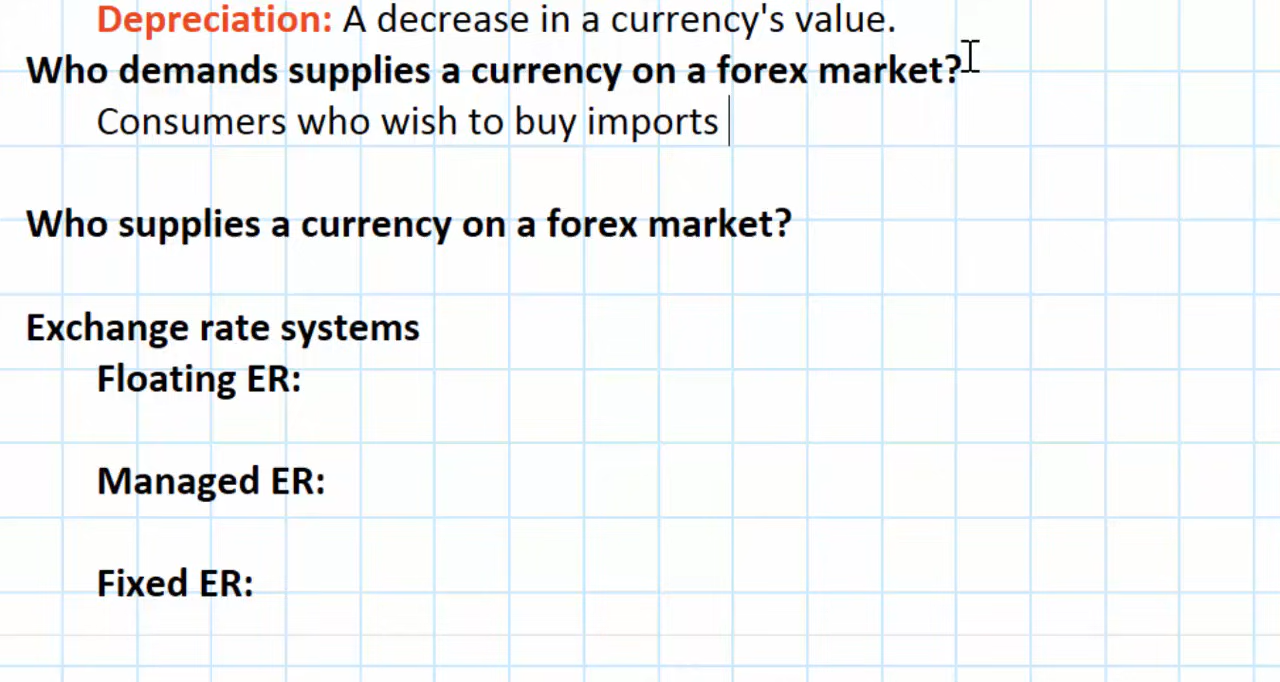 Depreciation: A decrease in a currency's value.
Who demands supplies a currency on a forex market?
Consumers who wish to buy imports
Who supplies a currency on a forex market?
Exchange rate systems
Floating ER:
Managed ER:
Fixed ER: